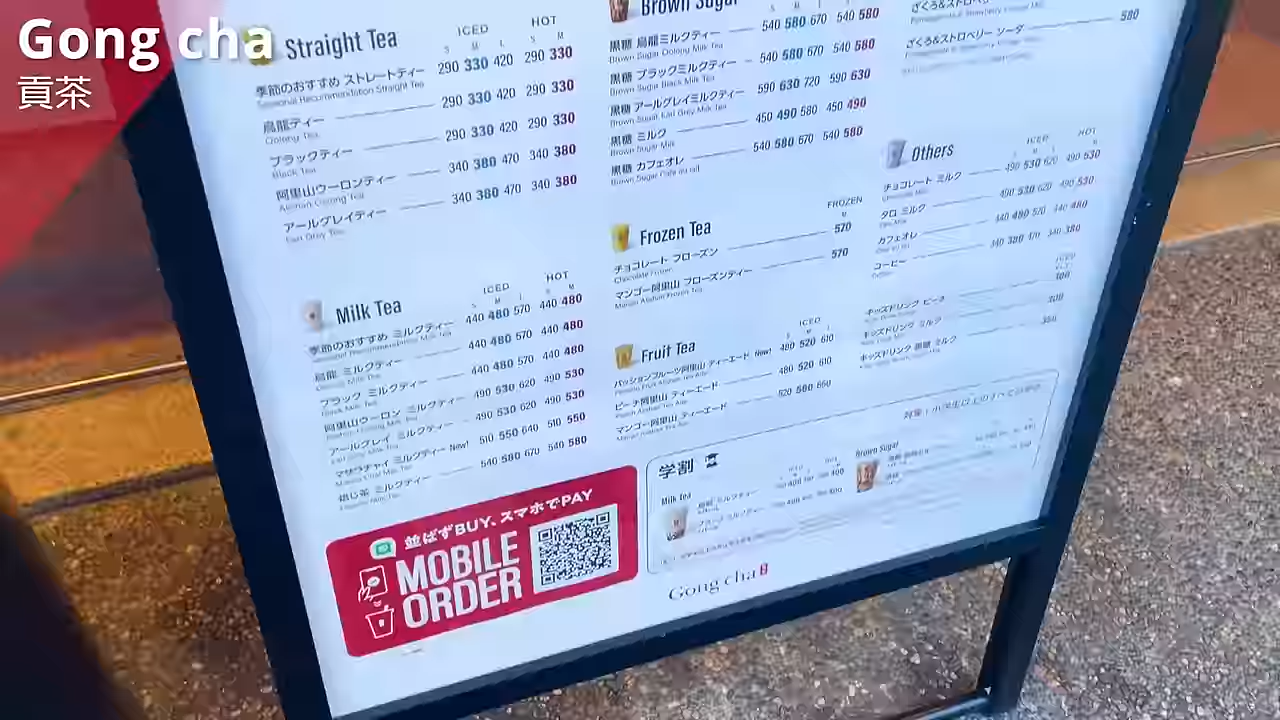 Gong cha
貢茶
Straight Tea
ICED HOT
S M L S M
季節のおすすめ ストレートティー 290 330 420 290 330
Seasonal Recommendation Straight Tea
烏龍ティー 290 330 420 290 330
Oolong Tea
ブラックティー 290 330 420 290 330
Black Tea
阿里山ウーロンティー 340 380 470 340 380
Alishan Oolong Tea
アールグレイティー 340 380 470 340 380
Earl Grey Tea
Milk Tea
ICED HOT
S M L S M
季節のおすすめ ミルクティー 440 480 570 440 480
Seasonal Recommendation Milk Tea
烏龍 ミルクティー 440 480 570 440 480
Oolong Milk Tea
ブラック ミルクティー 440 480 570 440 480
Black Milk Tea
阿里山ウーロン ミルクティー 490 530 620 490 530
Alishan Oolong Milk Tea
アールグレイ ミルクティー 490 530 620 490 530
Earl Grey Milk Tea
マサラチャイ ミルクティー New! 510 550 640 510 550
焙じ茶 ミルクティー 540 580 670 540 580
並ばずBUY、スマホでPAY
MOBILE
ORDER
Brown Sugar
黒糖 烏龍ミルクティー 540 580 670 540 580
Brown Sugar Oolong Milk Tea
黒糖 ブラックミルクティー 540 580 670 540 580
Brown Sugar Black Milk Tea
黒糖 アールグレイミルクティー 590 630 720 590 630
Brown Sugar Earl Grey Milk Tea
黒糖 ミルク 450 490 580 450 490
Brown Sugar Milk
黒糖 カフェオレ 540 580 670 540 580
Brown Sugar Café au lait
Frozen Tea
FROZEN
M
チョコレート フローズン 570
Chocolate Frozen
マンゴー阿里山 フローズンティー 570
Mango Alishan Frozen Tea
Fruit Tea
ICED
S M L
パッションフルーツ阿里山 ティーエード New! 480 520 610
Passion Fruit Alishan Tea Ade
ピーチ阿里山 ティーエード 480 520 610
Peach Alishan Tea Ade
マンゴー阿里山 ティーエード 520 560 650
Mango Alishan Tea Ade
学割
Milk Tea
烏龍 ミルクティー
ブラック ミルクティー
Brown Sugar
Gong cha
ざくろ&ストロベリー ソーダ 580
Others
ICED HOT
チョコレート ミルク 490 530 620 490 530
タロ ミルク 490 530 620 490 530
カフェオレ 440 480 570 440 480
コーヒー 340 380 470 340 380
ICED
キッズドリンク ピーチ
キッズドリンク ミルク
キッズドリンク 黒糖 ミルク